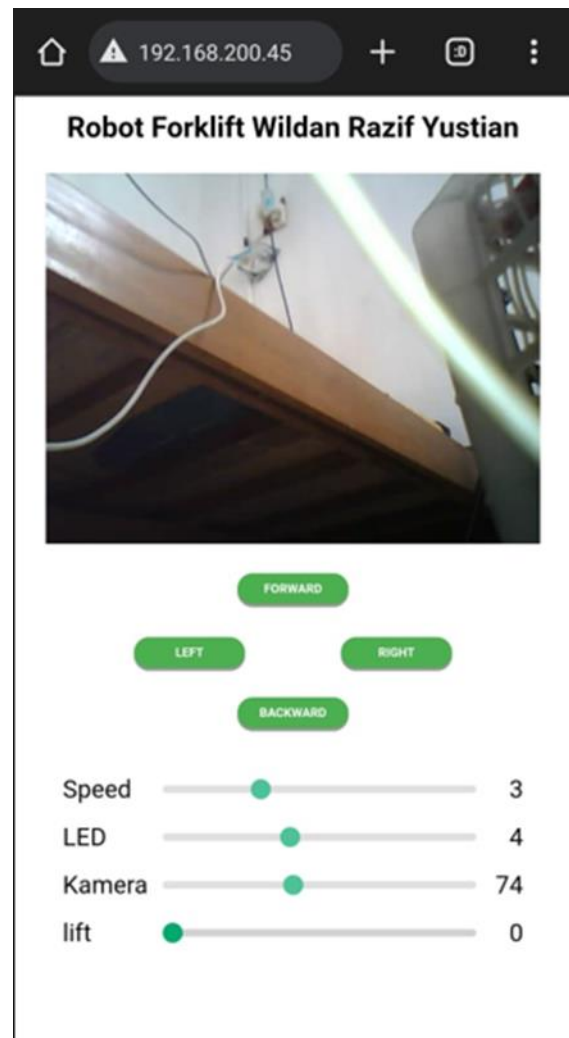 192.168.200.45
:D
Robot Forklift Wildan Razif Yustian
FORWARD
LEFT RIGHT
BACKWARD
Speed 3
LED 4
Kamera 74
lift 0